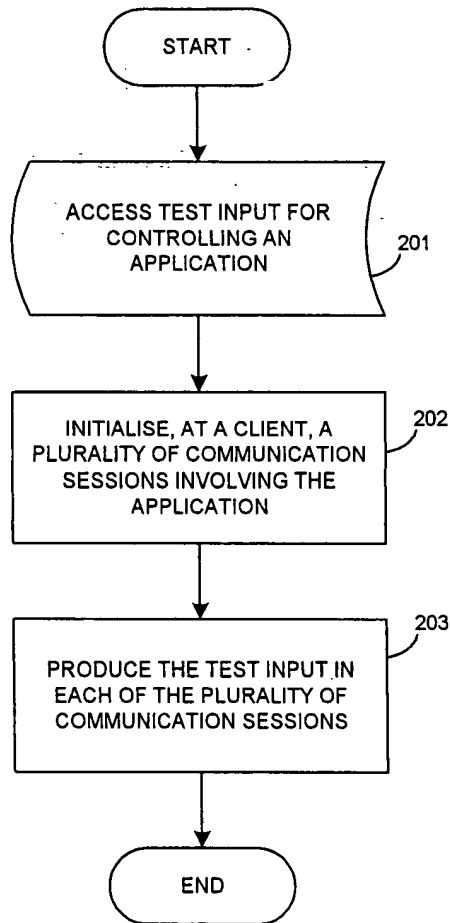 START
ACCESS TEST INPUT FOR
CONTROLLING AN
APPLICATION
201
INITIALISE, AT A CLIENT, A
PLURALITY OF COMMUNICATION
SESSIONS INVOLVING THE
APPLICATION
202
PRODUCE THE TEST INPUT IN
EACH OF THE PLURALITY OF
COMMUNICATION SESSIONS
203
END